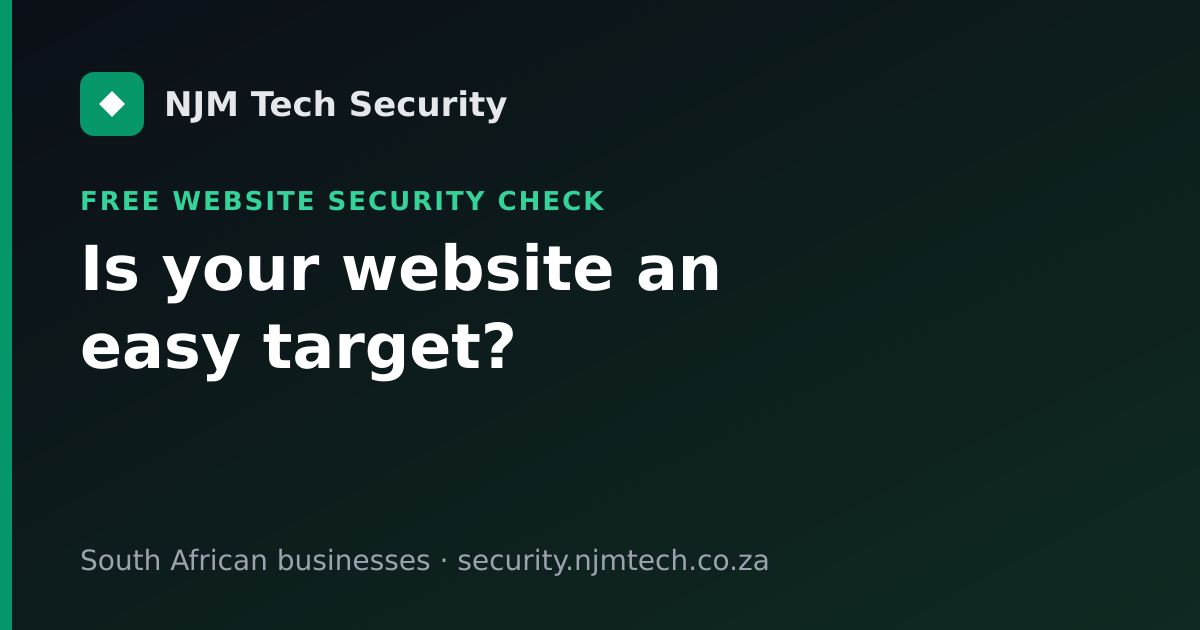 NJM Tech Security
FREE WEBSITE SECURITY CHECK
Is your website an
easy target?
South African businesses · security.njmtech.co.za